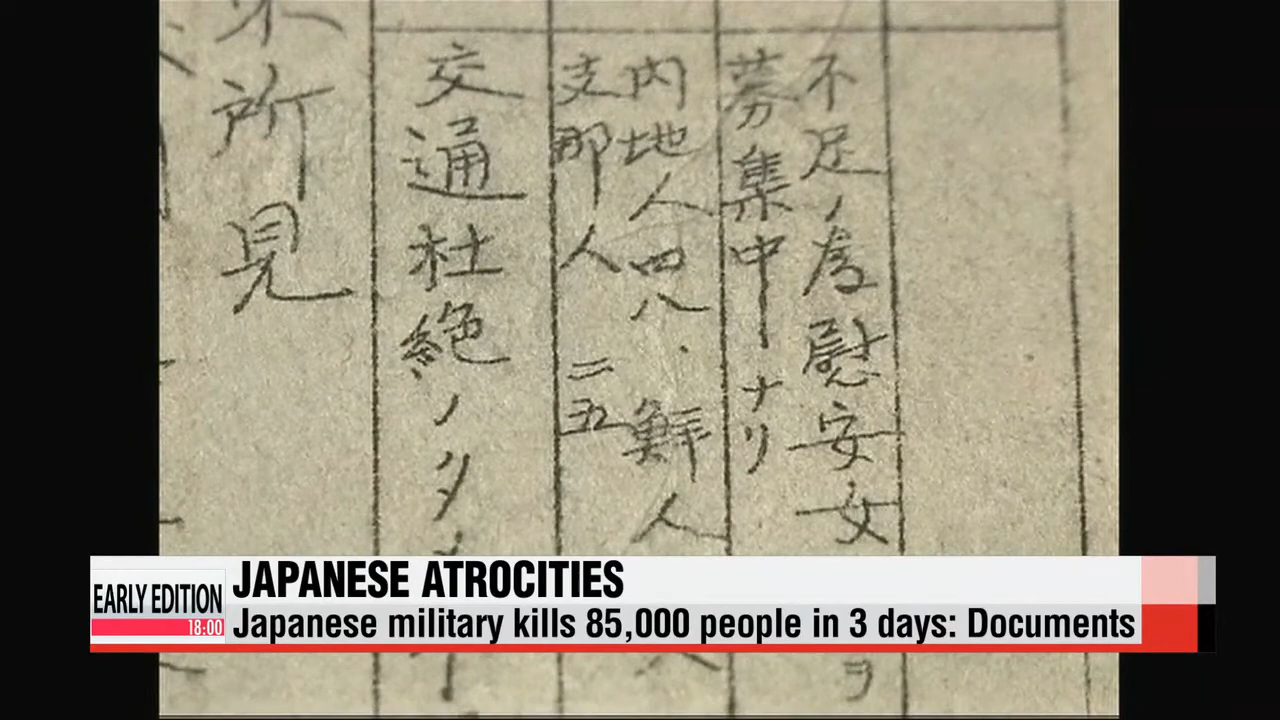 不足ノ為慰安女
ヲ
募集中ナリ
内地人四八.鮮人
支那人 二五
交通杜絶ノタ
所見
EARLY EDITION
18:00
JAPANESE ATROCITIES
Japanese military kills 85,000 people in 3 days: Documents